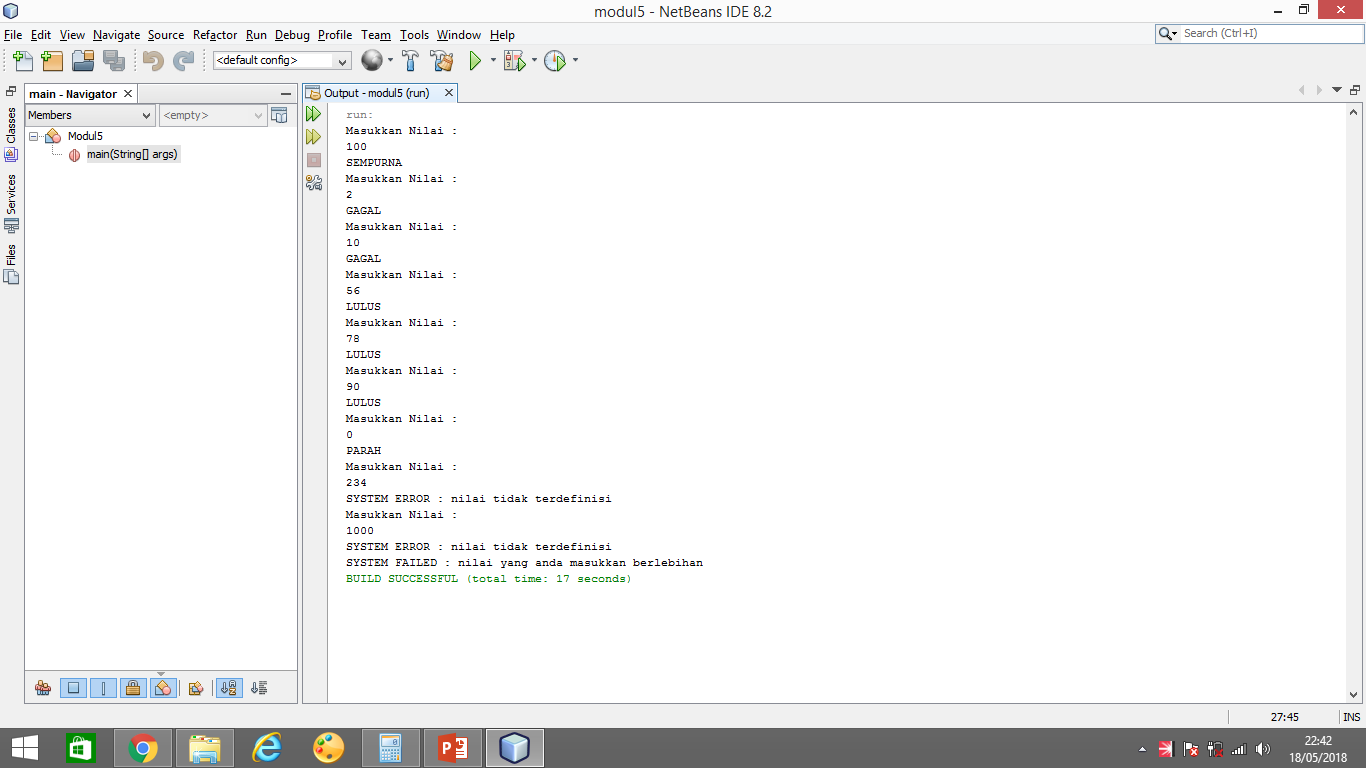 modul5 - NetBeans IDE 8.2
File Edit View Navigate Source Refactor Run Debug Profile Team Tools Window Help
Search (Ctrl+I)
<default config>
main - Navigator
Members
<empty>
Modul5
main(String[] args)
Classes
Services
Files
Output - modul5 (run)
run:
Masukkan Nilai :
100
SEMPURNA
Masukkan Nilai :
2
GAGAL
Masukkan Nilai :
10
GAGAL
Masukkan Nilai :
56
LULUS
Masukkan Nilai :
78
LULUS
Masukkan Nilai :
90
LULUS
Masukkan Nilai :
0
PARAH
Masukkan Nilai :
234
SYSTEM ERROR : nilai tidak terdefinisi
Masukkan Nilai :
1000
SYSTEM ERROR : nilai tidak terdefinisi
SYSTEM FAILED : nilai yang anda masukkan berlebihan
BUILD SUCCESSFUL (total time: 17 seconds)
27:45
INS
22:42
18/05/2018